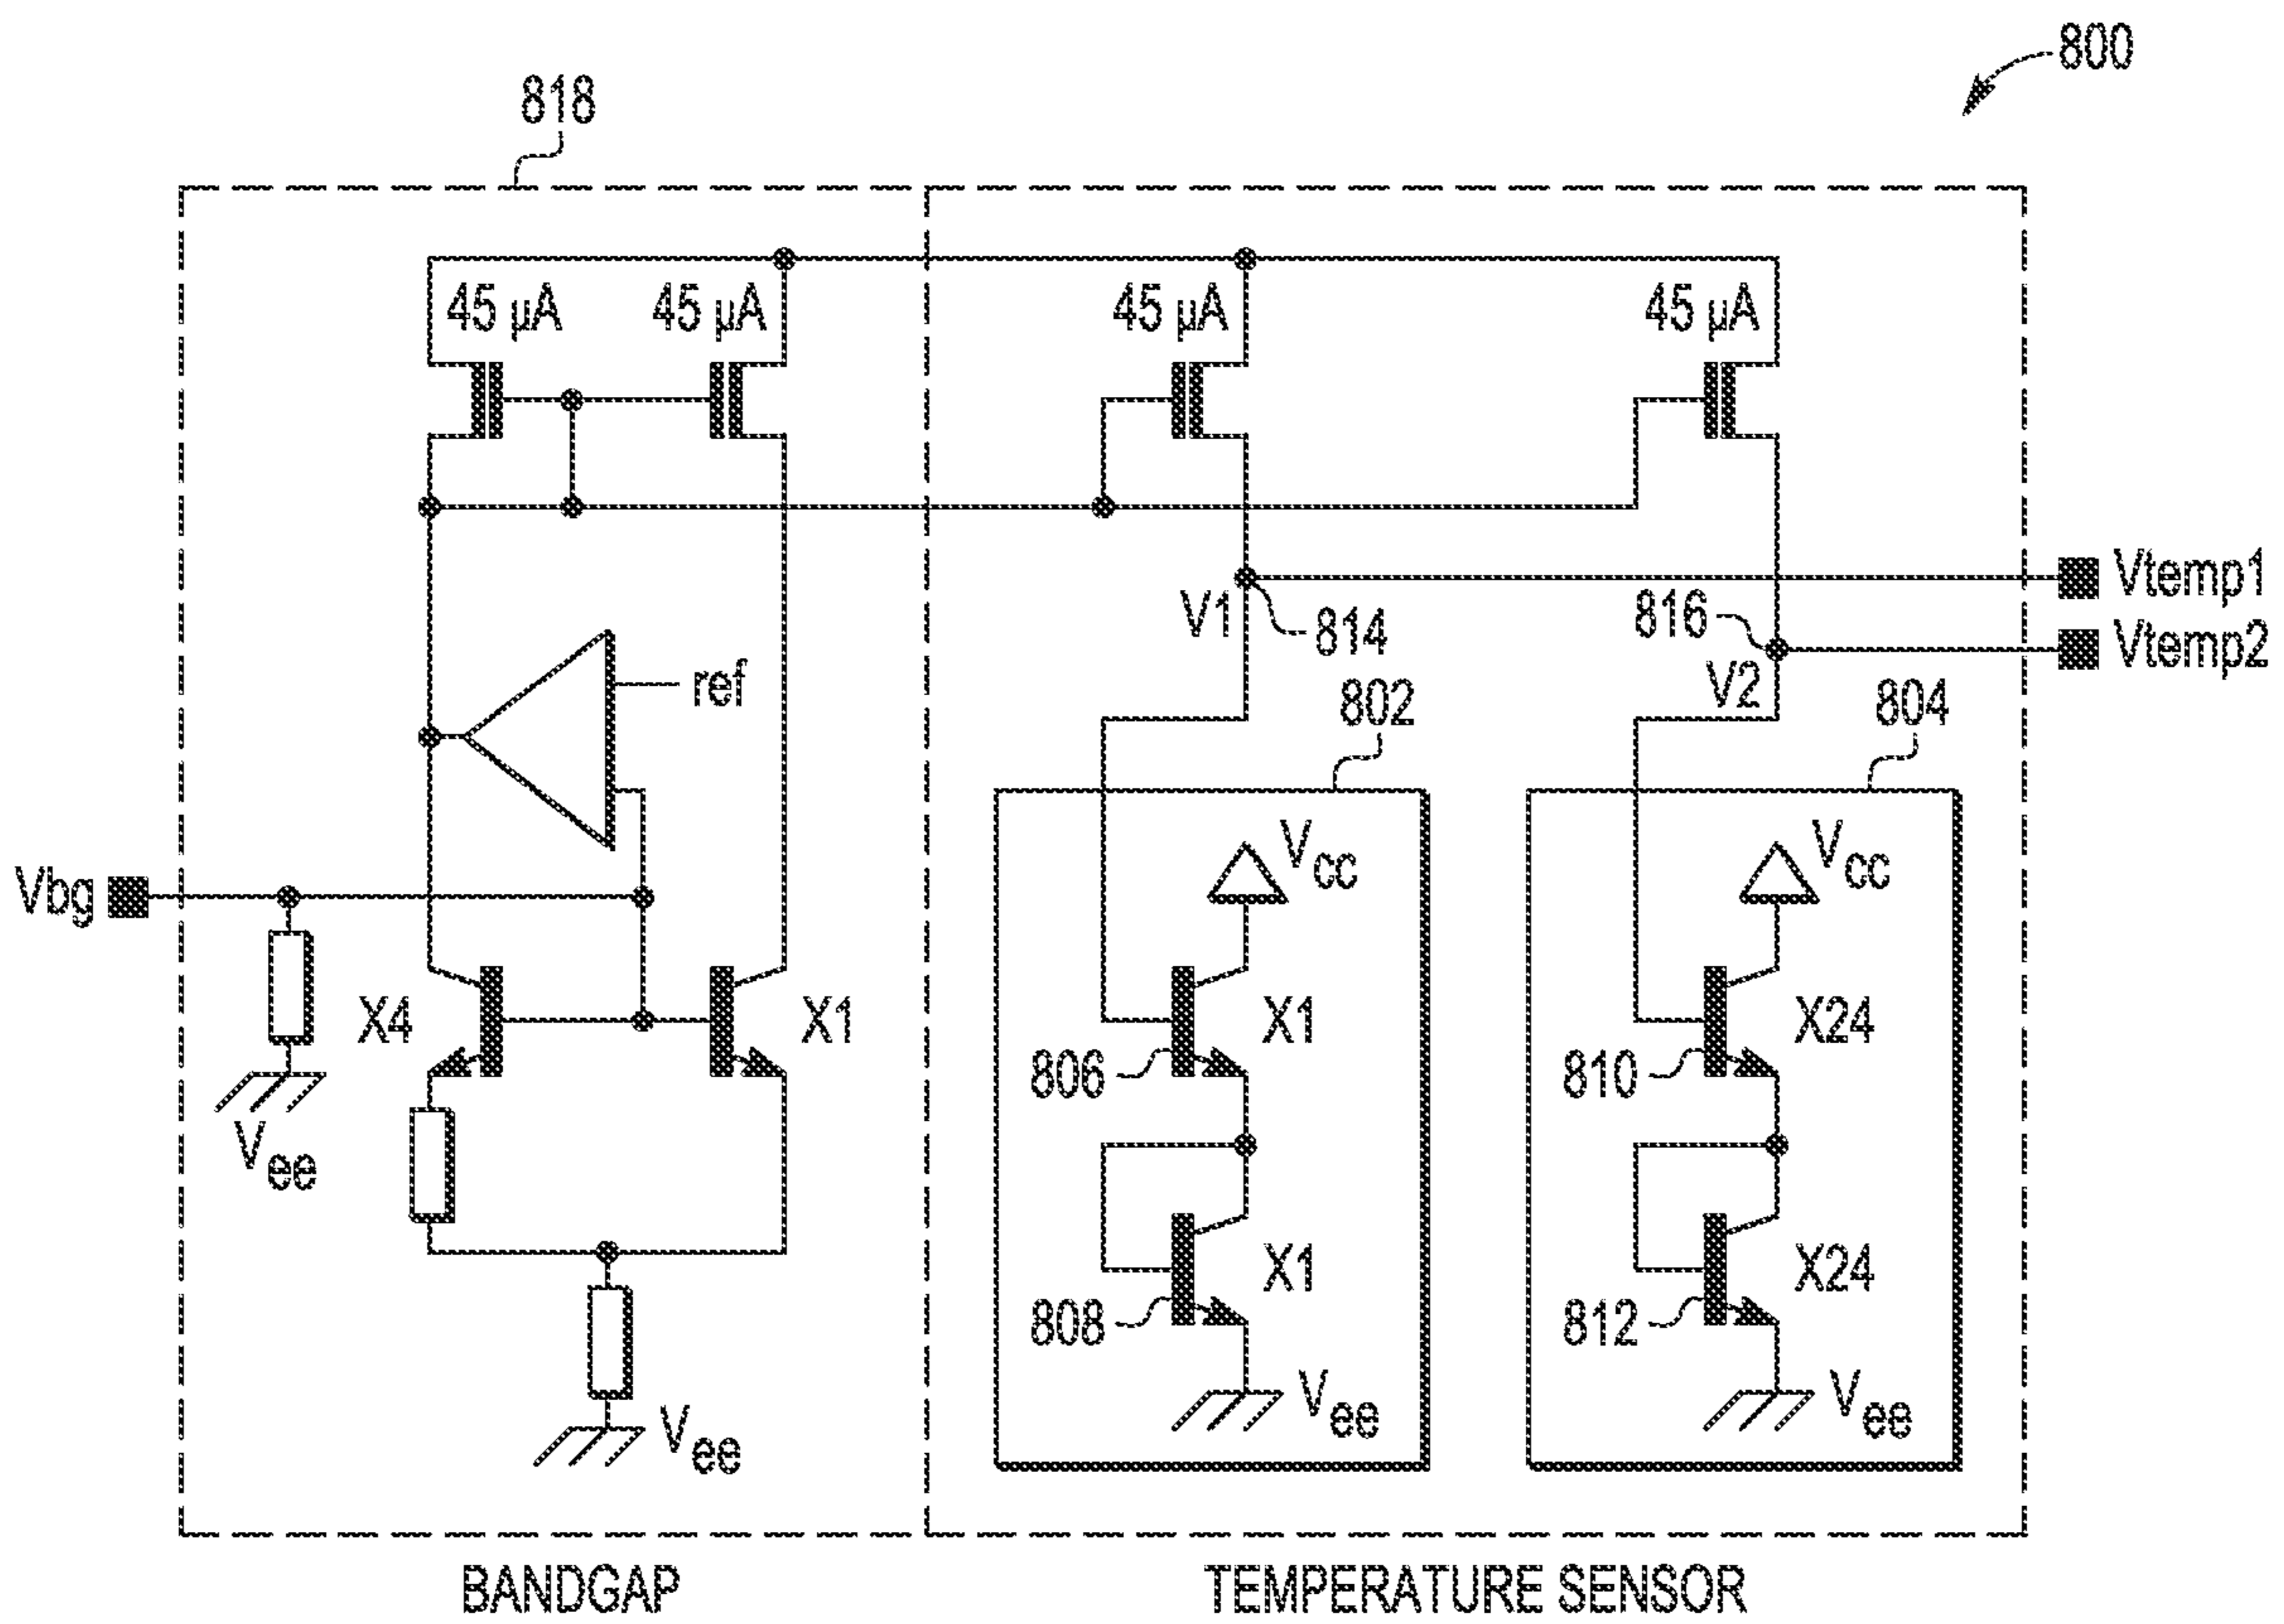 800
818
45 µA 45 µA 45 µA 45 µA
Vtemp1
V1 814 816 Vtemp2
ref V2
802 804
Vcc Vcc
Vbg
X4 X1 X1 X24
806 810
Vee
X1 X24
808 812
Vee Vee
Vee
BANDGAP TEMPERATURE SENSOR